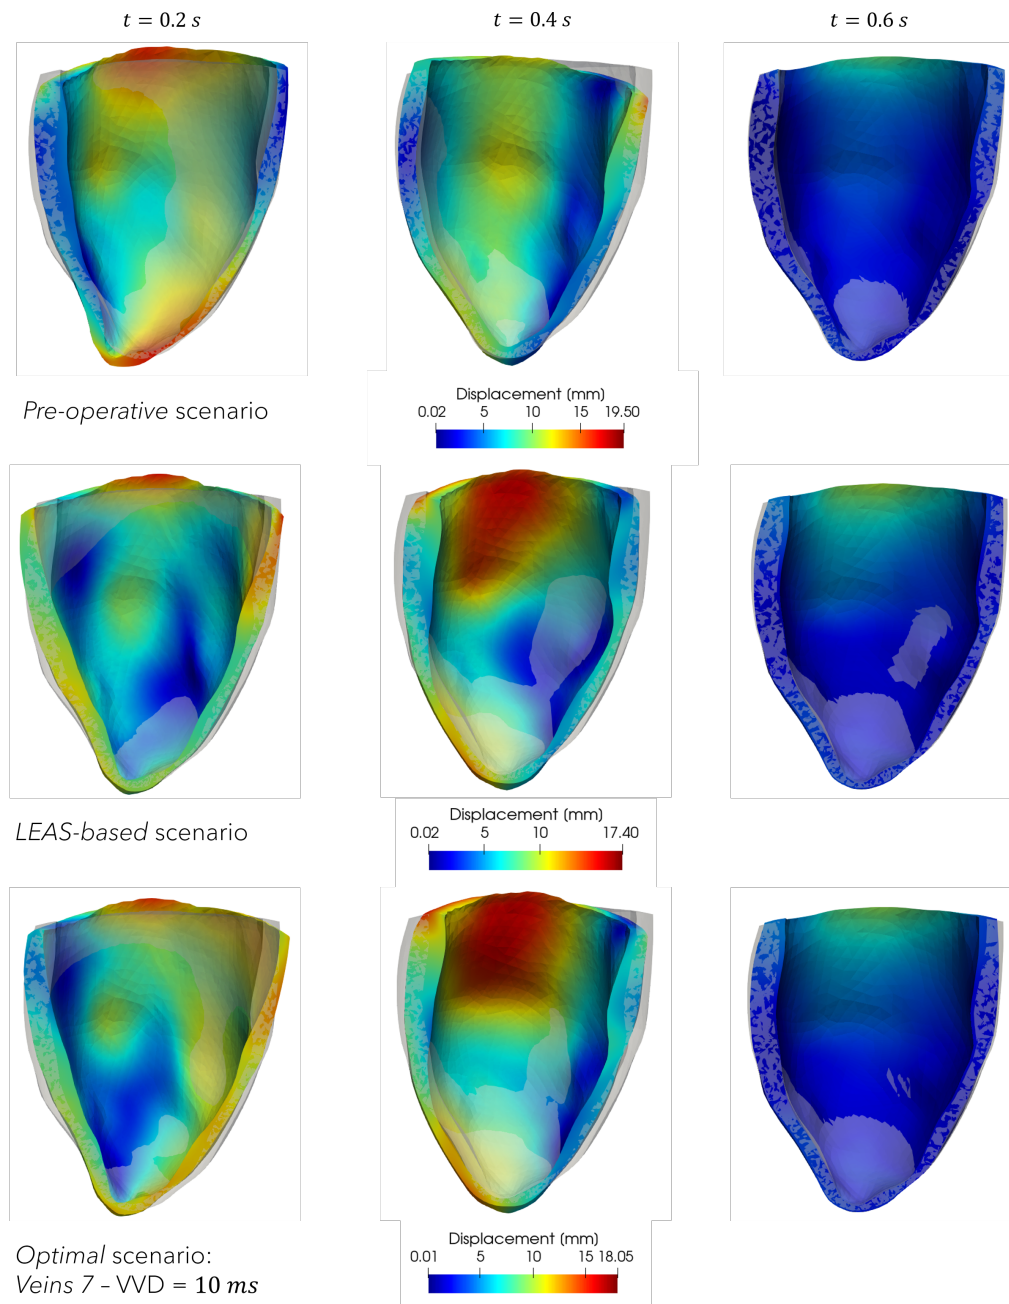 t = 0.2 s
t = 0.4 s
t = 0.6 s
Pre-operative scenario
Displacement (mm)
0.02 5 10 15 19.50
LEAS-based scenario
Displacement (mm)
0.02 5 10 17.40
Optimal scenario:
Veins 7 – VVD = 10 ms
Displacement (mm)
0.01 5 10 15 18.05